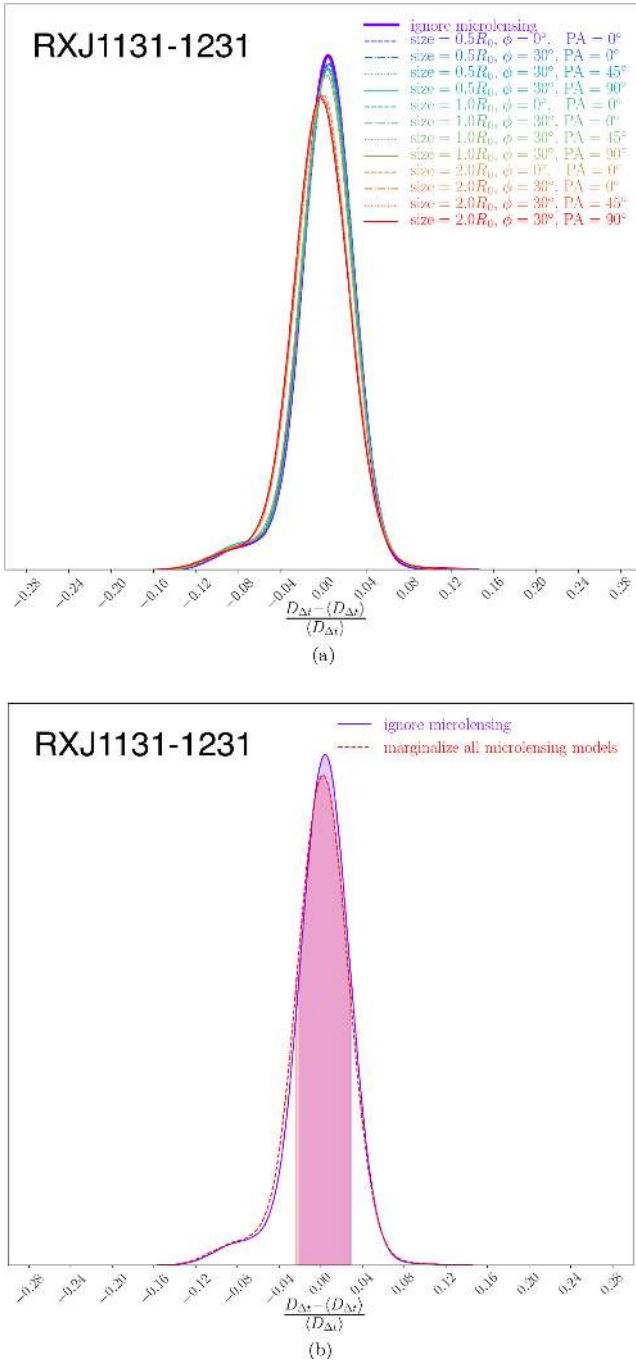 RXJ1131-1231
ignore microlensing
size = 0.5R₀, φ = 0°, PA = 0°
size = 0.5R₀, φ = 30°, PA = 0°
size = 0.5R₀, φ = 30°, PA = 45°
size = 0.5R₀, φ = 30°, PA = 90°
size = 1.0R₀, φ = 0°, PA = 0°
size = 1.0R₀, φ = 30°, PA = 0°
size = 1.0R₀, φ = 30°, PA = 45°
size = 1.0R₀, φ = 30°, PA = 90°
size = 2.0R₀, φ = 0°, PA = 0°
size = 2.0R₀, φ = 30°, PA = 0°
size = 2.0R₀, φ = 30°, PA = 45°
size = 2.0R₀, φ = 30°, PA = 90°
−0.28 −0.24 −0.20 −0.16 −0.12 −0.08 −0.04 0.00 0.04 0.08 0.12 0.16 0.20 0.24 0.28
D_Δt−⟨D_Δt⟩
⟨D_Δt⟩
(a)
RXJ1131-1231
ignore microlensing
marginalize all microlensing models
−0.28 −0.24 −0.20 −0.16 −0.12 −0.08 −0.04 0.00 0.04 0.08 0.12 0.16 0.20 0.24 0.28
D_Δt−⟨D_Δt⟩
⟨D_Δt⟩
(b)